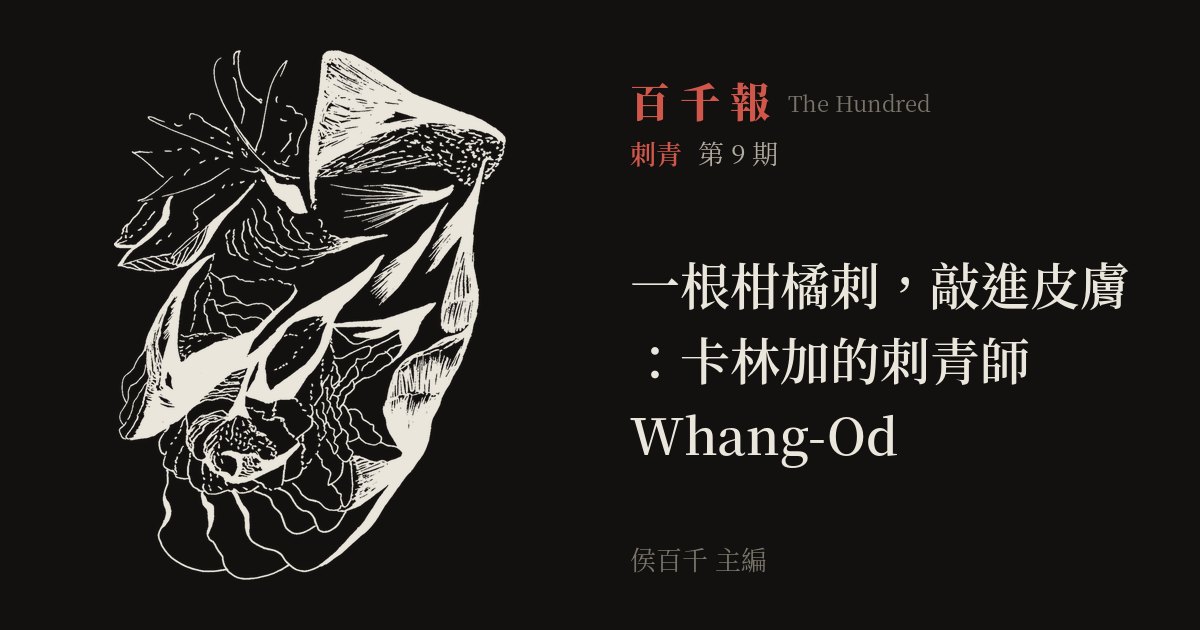 百千報 The Hundred
刺青 第 9 期
一根柑橘刺，敲進皮膚
：卡林加的刺青師
Whang-Od
侯百千 主編